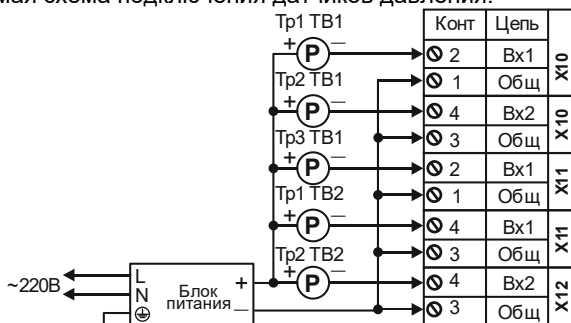 мая схема подключения датчиков давления.
Тр1 ТВ1
Конт Цепь
+ P —
2 Вх1 X10
Тр2 ТВ1
1 Общ
+ P —
4 Вх2 X10
Тр3 ТВ1
3 Общ
+ P —
2 Вх1 X11
Тр1 ТВ2
1 Общ
+ P —
4 Вх1 X11
Тр2 ТВ2
3 Общ
+ P —
4 Вх2 X12
3 Общ
~220В
L
N
Блок
питания
+
—